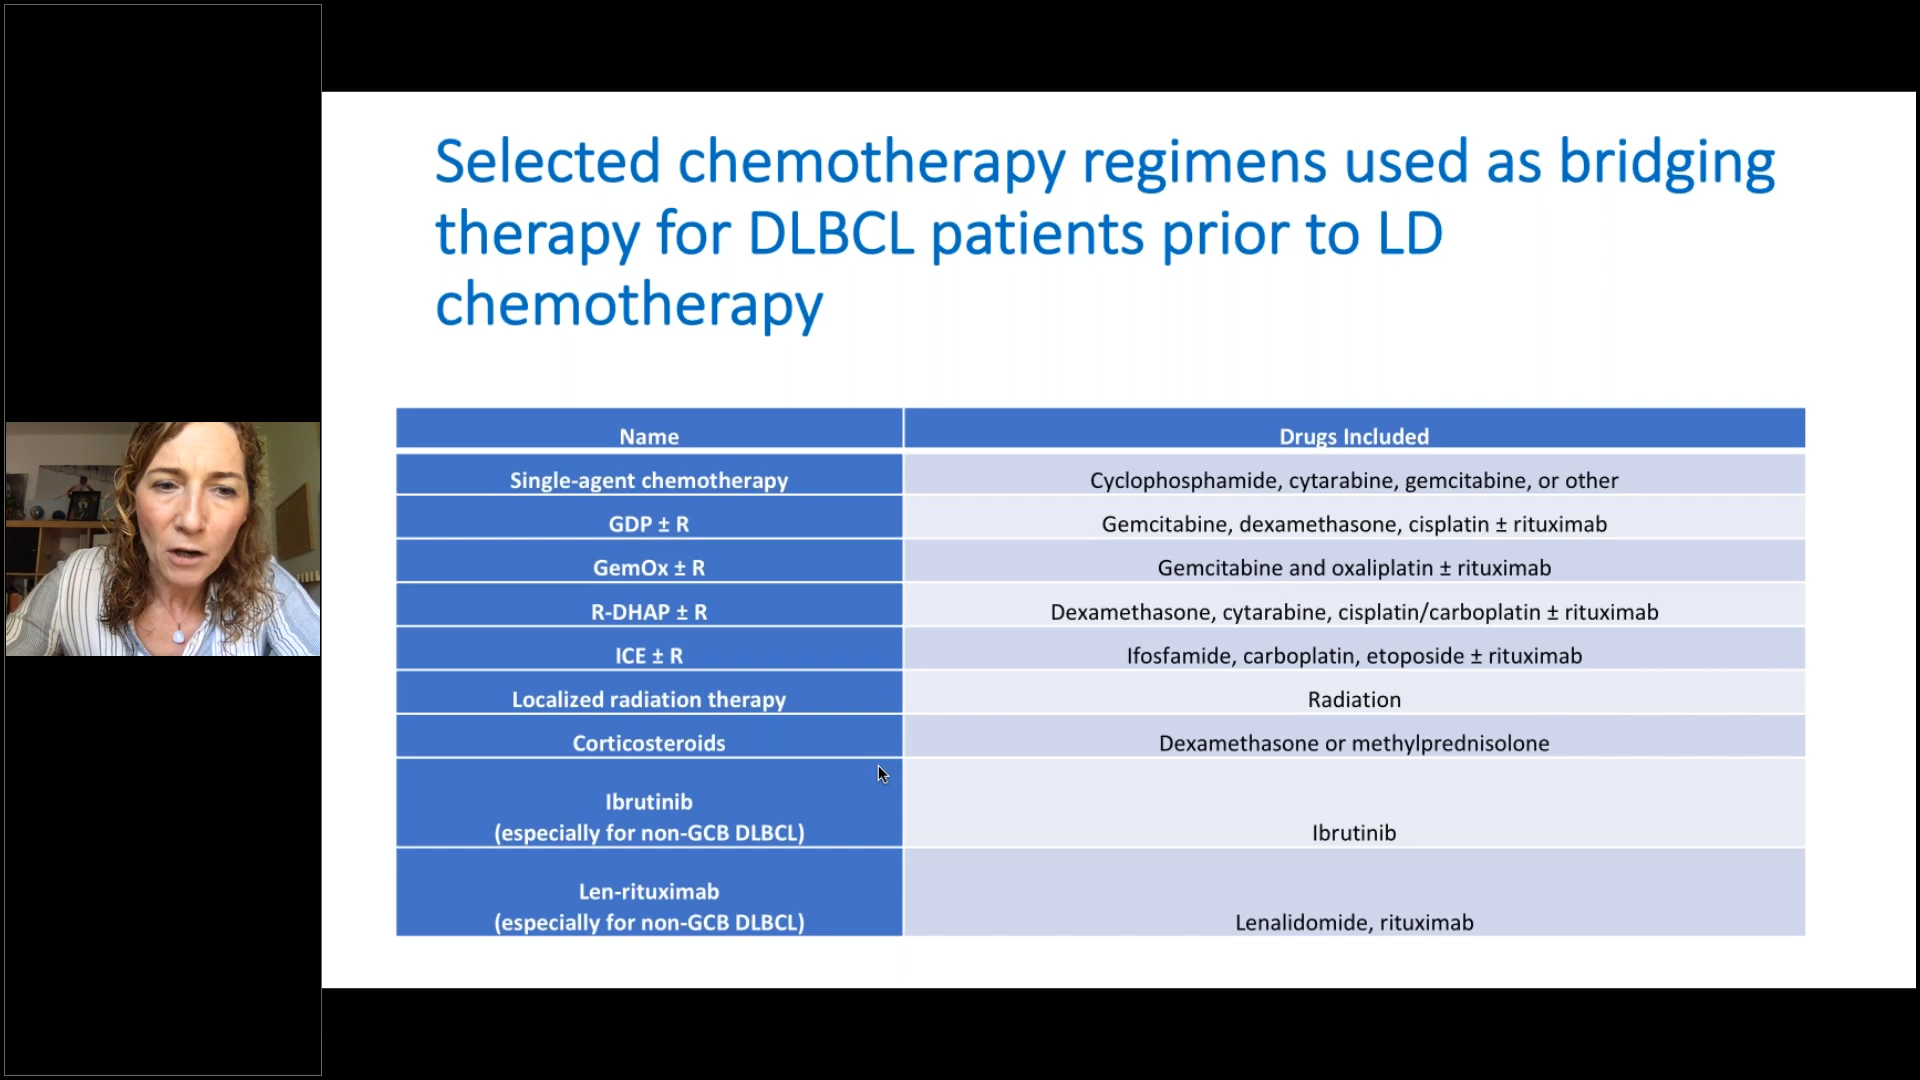 Selected chemotherapy regimens used as bridging
therapy for DLBCL patients prior to LD
chemotherapy
Name Drugs Included
Single-agent chemotherapy Cyclophosphamide, cytarabine, gemcitabine, or other
GDP ± R Gemcitabine, dexamethasone, cisplatin ± rituximab
GemOx ± R Gemcitabine and oxaliplatin ± rituximab
R-DHAP ± R Dexamethasone, cytarabine, cisplatin/carboplatin ± rituximab
ICE ± R Ifosfamide, carboplatin, etoposide ± rituximab
Localized radiation therapy Radiation
Corticosteroids Dexamethasone or methylprednisolone
Ibrutinib
(especially for non-GCB DLBCL) Ibrutinib
Len-rituximab
(especially for non-GCB DLBCL) Lenalidomide, rituximab